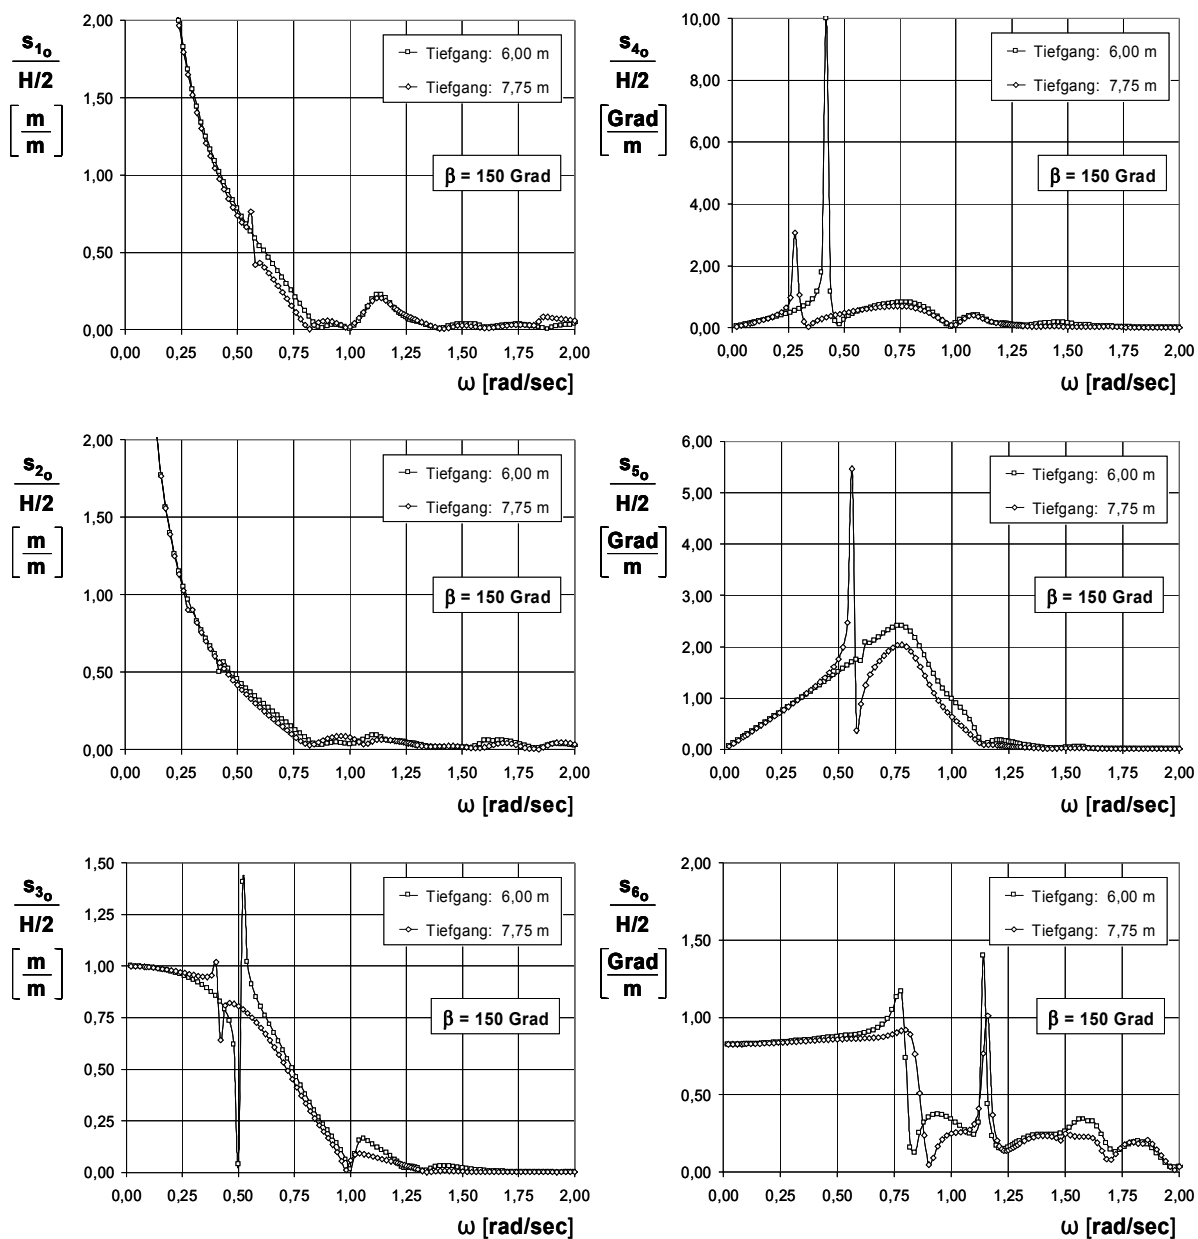 s1o
H/2
[m/m]
2,00
1,50
1,00
0,50
0,00
Tiefgang: 6,00 m
Tiefgang: 7,75 m
β = 150 Grad
0,00 0,25 0,50 0,75 1,00 1,25 1,50 1,75 2,00
ω [rad/sec]
s4o
H/2
[Grad/m]
10,00
8,00
6,00
4,00
2,00
0,00
Tiefgang: 6,00 m
Tiefgang: 7,75 m
β = 150 Grad
0,00 0,25 0,50 0,75 1,00 1,25 1,50 1,75 2,00
ω [rad/sec]
s2o
H/2
[m/m]
2,00
1,50
1,00
0,50
0,00
Tiefgang: 6,00 m
Tiefgang: 7,75 m
β = 150 Grad
0,00 0,25 0,50 0,75 1,00 1,25 1,50 1,75 2,00
ω [rad/sec]
s5o
H/2
[Grad/m]
6,00
5,00
4,00
3,00
2,00
1,00
0,00
Tiefgang: 6,00 m
Tiefgang: 7,75 m
β = 150 Grad
0,00 0,25 0,50 0,75 1,00 1,25 1,50 1,75 2,00
ω [rad/sec]
s3o
H/2
[m/m]
1,50
1,25
1,00
0,75
0,50
0,25
0,00
Tiefgang: 6,00 m
Tiefgang: 7,75 m
β = 150 Grad
0,00 0,25 0,50 0,75 1,00 1,25 1,50 1,75 2,00
ω [rad/sec]
s6o
H/2
[Grad/m]
2,00
1,50
1,00
0,50
0,00
Tiefgang: 6,00 m
Tiefgang: 7,75 m
β = 150 Grad
0,00 0,25 0,50 0,75 1,00 1,25 1,50 1,75 2,00
ω [rad/sec]